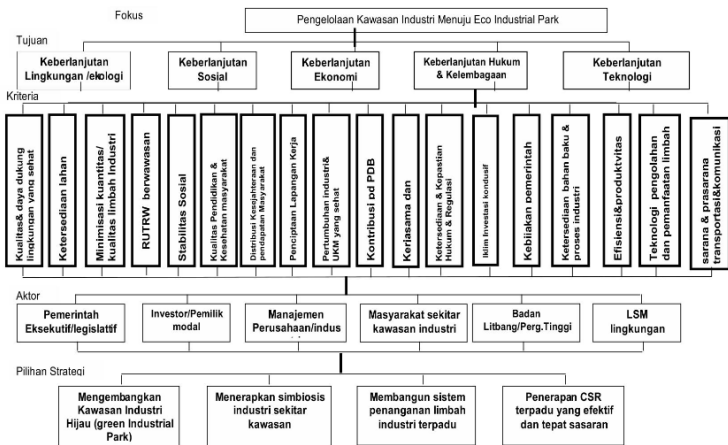 Fokus
Pengelolaan Kawasan Industri Menuju Eco Industrial Park
Tujuan
Keberlanjutan
Lingkungan /ekologi
Keberlanjutan
Sosial
Keberlanjutan
Ekonomi
Keberlanjutan Hukum
& Kelembagaan
Keberlanjutan
Teknologi
Kriteria
Kualitas& daya dukung
lingkungan yang sehat
Ketersediaan lahan
Minimisasi kuantitas/
kualitas limbah Industri
RUTRW berwawasan
Stabilitas Sosial
Kualitas Pendidikan &
Kesehatan masyarakat
Distribusi Kesejahteraan dan
pendapatan Masyarakat
Penciptaan Lapangan Kerja
Pertumbuhan industri&
UKM yang sehat
Kontribusi pd PDB
Kerjasama dan
Ketersediaan & Kepastian
Hukum & Regulasi
Iklim Investasi kondusif
Kebijakan pemerintah
Ketersediaan bahan baku &
proses industri
Efisiensi&produktvitas
Teknologi pengolahan
dan pemanfaatan limbah
sarana & prasarana
transportasi&komunikasi
Aktor
Pemerintah
Eksekutif/legislattif
Investor/Pemilik
modal
Manajemen
Perusahaan/indus
Masyarakat sekitar
kawasan industri
Badan
Litbang/Perg.Tinggi
LSM
lingkungan
Pilihan Strategi
Mengembangkan
Kawasan Industri
Hijau (green Industrial
Park)
Menerapkan simbiosis
industri sekitar
kawasan
Membangun sistem
penanganan limbah
industri terpadu
Penerapan CSR
terpadu yang efektif
dan tepat sasaran